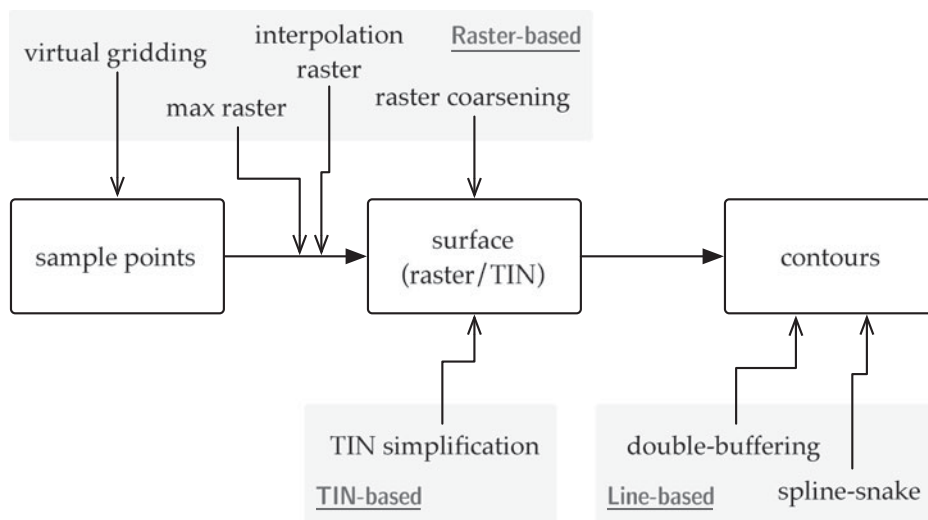 interpolation
raster
Raster-based
virtual gridding
max raster
raster coarsening
sample points
surface
(raster/TIN)
contours
TIN simplification
TIN-based
double-buffering
Line-based
spline-snake